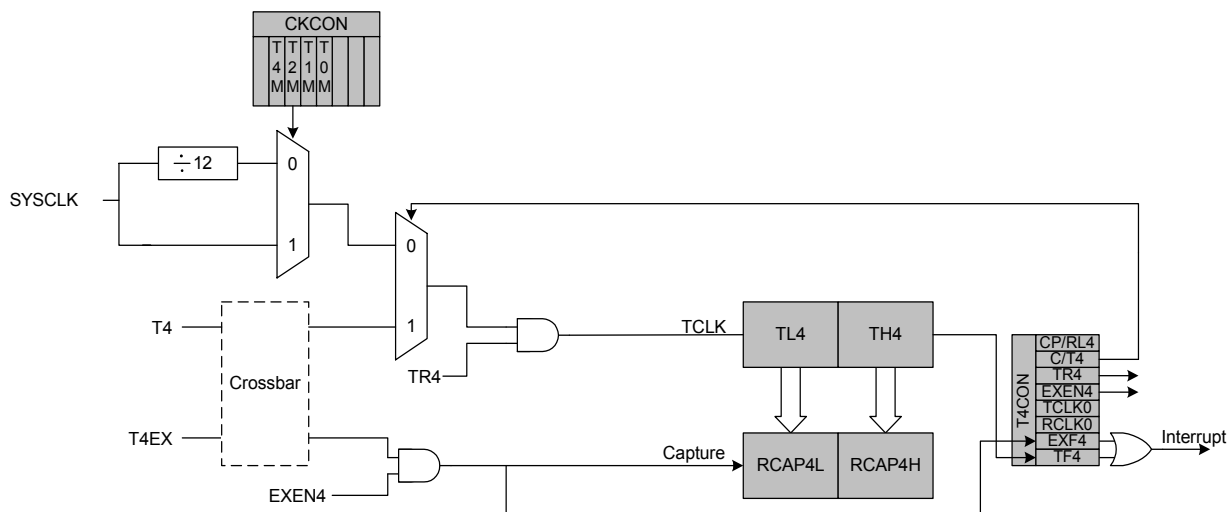 CKCON
T4M
T2M
T1M
T0M
÷ 12
0
1
SYSCLK
0
1
T4
Crossbar
T4EX
TR4
EXEN4
TCLK
TL4
TH4
Capture
RCAP4L
RCAP4H
T4CON
CP/RL4
C/T4
TR4
EXEN4
TCLK0
RCLK0
EXF4
TF4
Interrupt